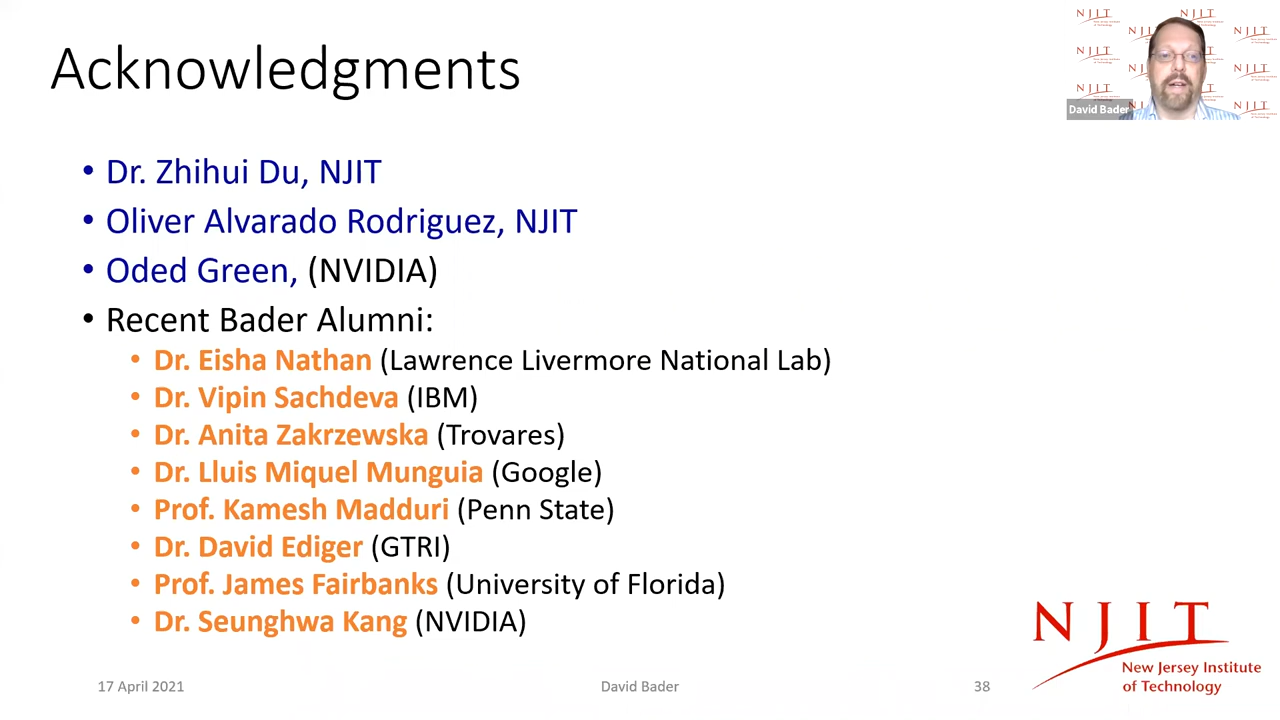 Acknowledgments
• Dr. Zhihui Du, NJIT
• Oliver Alvarado Rodriguez, NJIT
• Oded Green, (NVIDIA)
• Recent Bader Alumni:
• Dr. Eisha Nathan (Lawrence Livermore National Lab)
• Dr. Vipin Sachdeva (IBM)
• Dr. Anita Zakrzewska (Trovares)
• Dr. Lluis Miquel Munguia (Google)
• Prof. Kamesh Madduri (Penn State)
• Dr. David Ediger (GTRI)
• Prof. James Fairbanks (University of Florida)
• Dr. Seunghwa Kang (NVIDIA)
17 April 2021
David Bader
38
NJIT
New Jersey Institute
of Technology
David Bader
NJIT